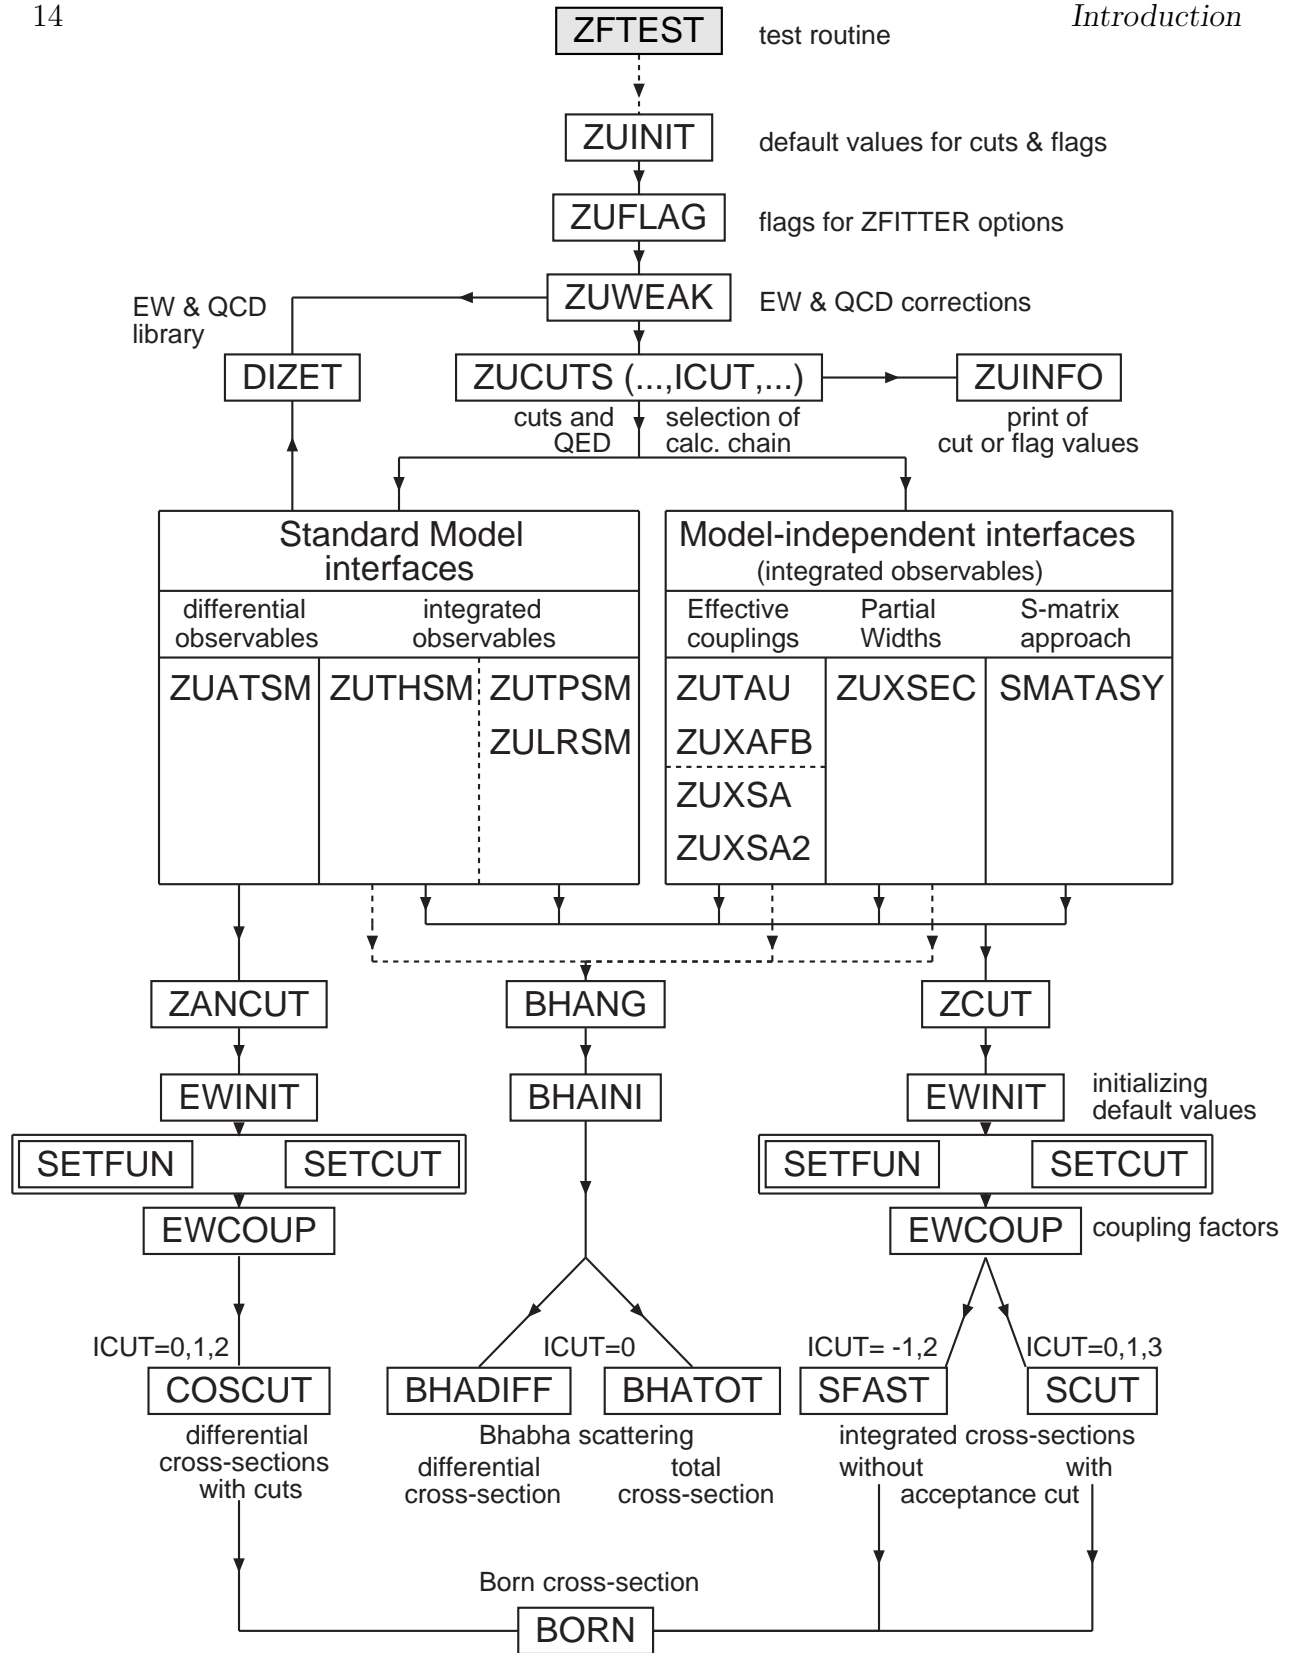 14
Introduction
ZFTEST
test routine
ZUINIT
default values for cuts & flags
ZUFLAG
flags for ZFITTER options
EW & QCD
library
ZUWEAK
EW & QCD corrections
DIZET
ZUCUTS (...,ICUT,...)
ZUINFO
cuts and
QED
selection of
calc. chain
print of
cut or flag values
Standard Model
interfaces
Model-independent interfaces
(integrated observables)
differential
observables
integrated
observables
Effective
couplings
Partial
Widths
S-matrix
approach
ZUATSM
ZUTHSM
ZUTPSM
ZULRSM
ZUTAU
ZUXAFB
ZUXSA
ZUXSA2
ZUXSEC
SMATASY
ZANCUT
BHANG
ZCUT
EWINIT
BHAINI
EWINIT
initializing
default values
SETFUN
SETCUT
SETFUN
SETCUT
EWCOUP
EWCOUP
coupling factors
ICUT=0,1,2
ICUT=0
ICUT= -1,2
ICUT=0,1,3
COSCUT
BHADIFF
BHATOT
SFAST
SCUT
differential
cross-sections
with cuts
Bhabha scattering
differential
cross-section
total
cross-section
integrated cross-sections
without
with
acceptance cut
Born cross-section
BORN